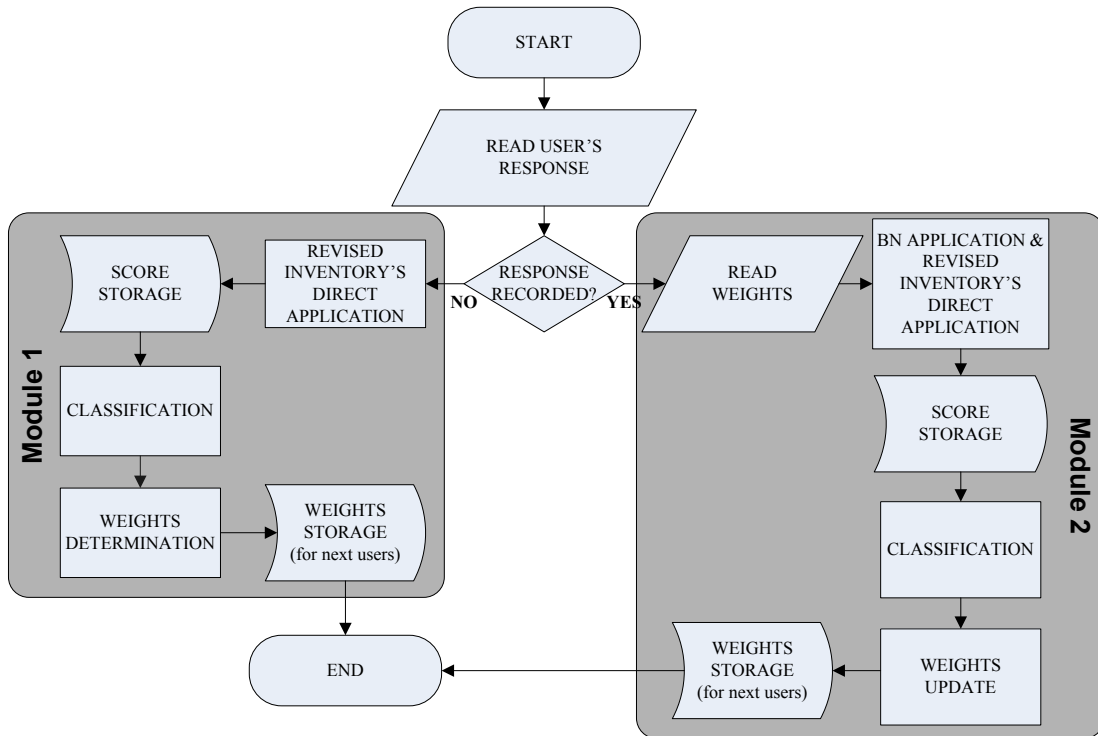 START
READ USER'S
RESPONSE
RESPONSE
RECORDED?
NO
YES
Module 1
REVISED
INVENTORY'S
DIRECT
APPLICATION
SCORE
STORAGE
CLASSIFICATION
WEIGHTS
DETERMINATION
WEIGHTS
STORAGE
(for next users)
Module 2
READ
WEIGHTS
BN APPLICATION &
REVISED
INVENTORY'S
DIRECT
APPLICATION
SCORE
STORAGE
CLASSIFICATION
WEIGHTS
UPDATE
WEIGHTS
STORAGE
(for next users)
END